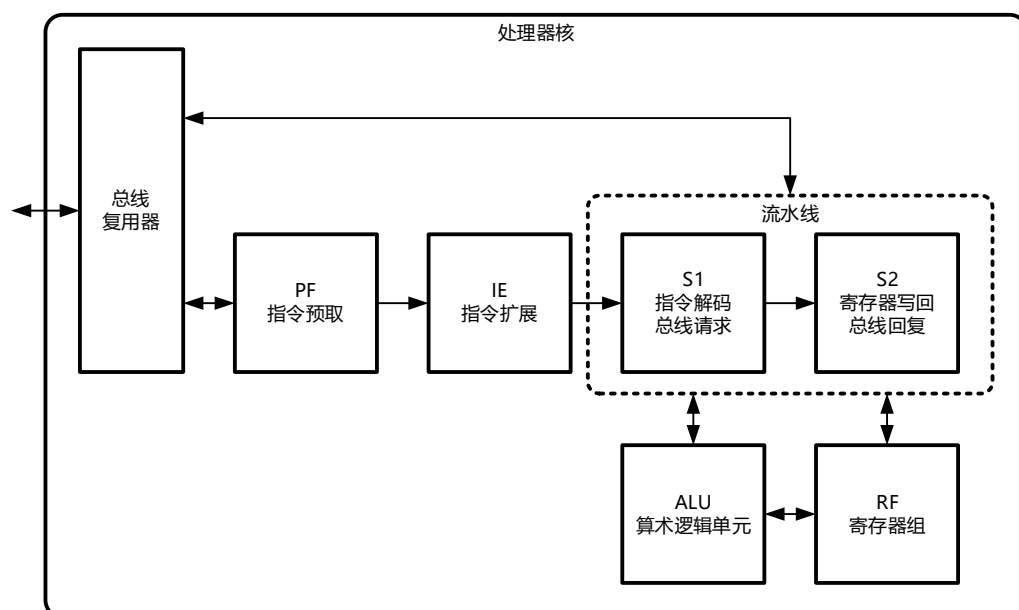 处理器核
总线
复用器
流水线
PF
指令预取
IE
指令扩展
S1
指令解码
总线请求
S2
寄存器写回
总线回复
ALU
算术逻辑单元
RF
寄存器组